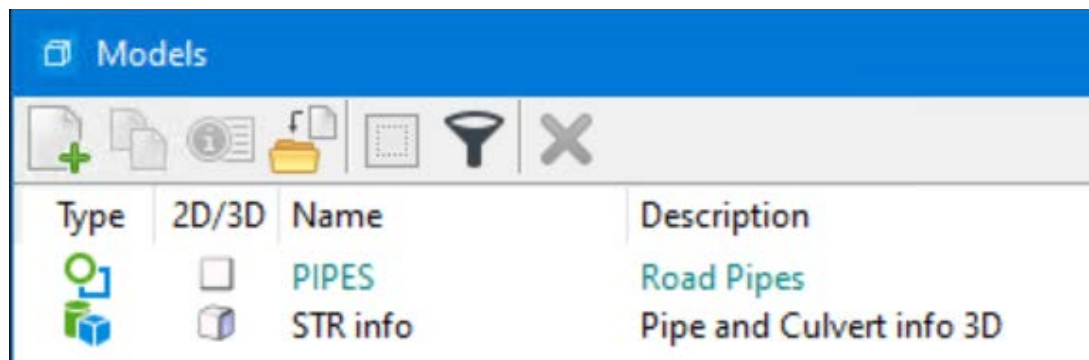 Models
Type 2D/3D Name Description
PIPES Road Pipes
STR info Pipe and Culvert info 3D